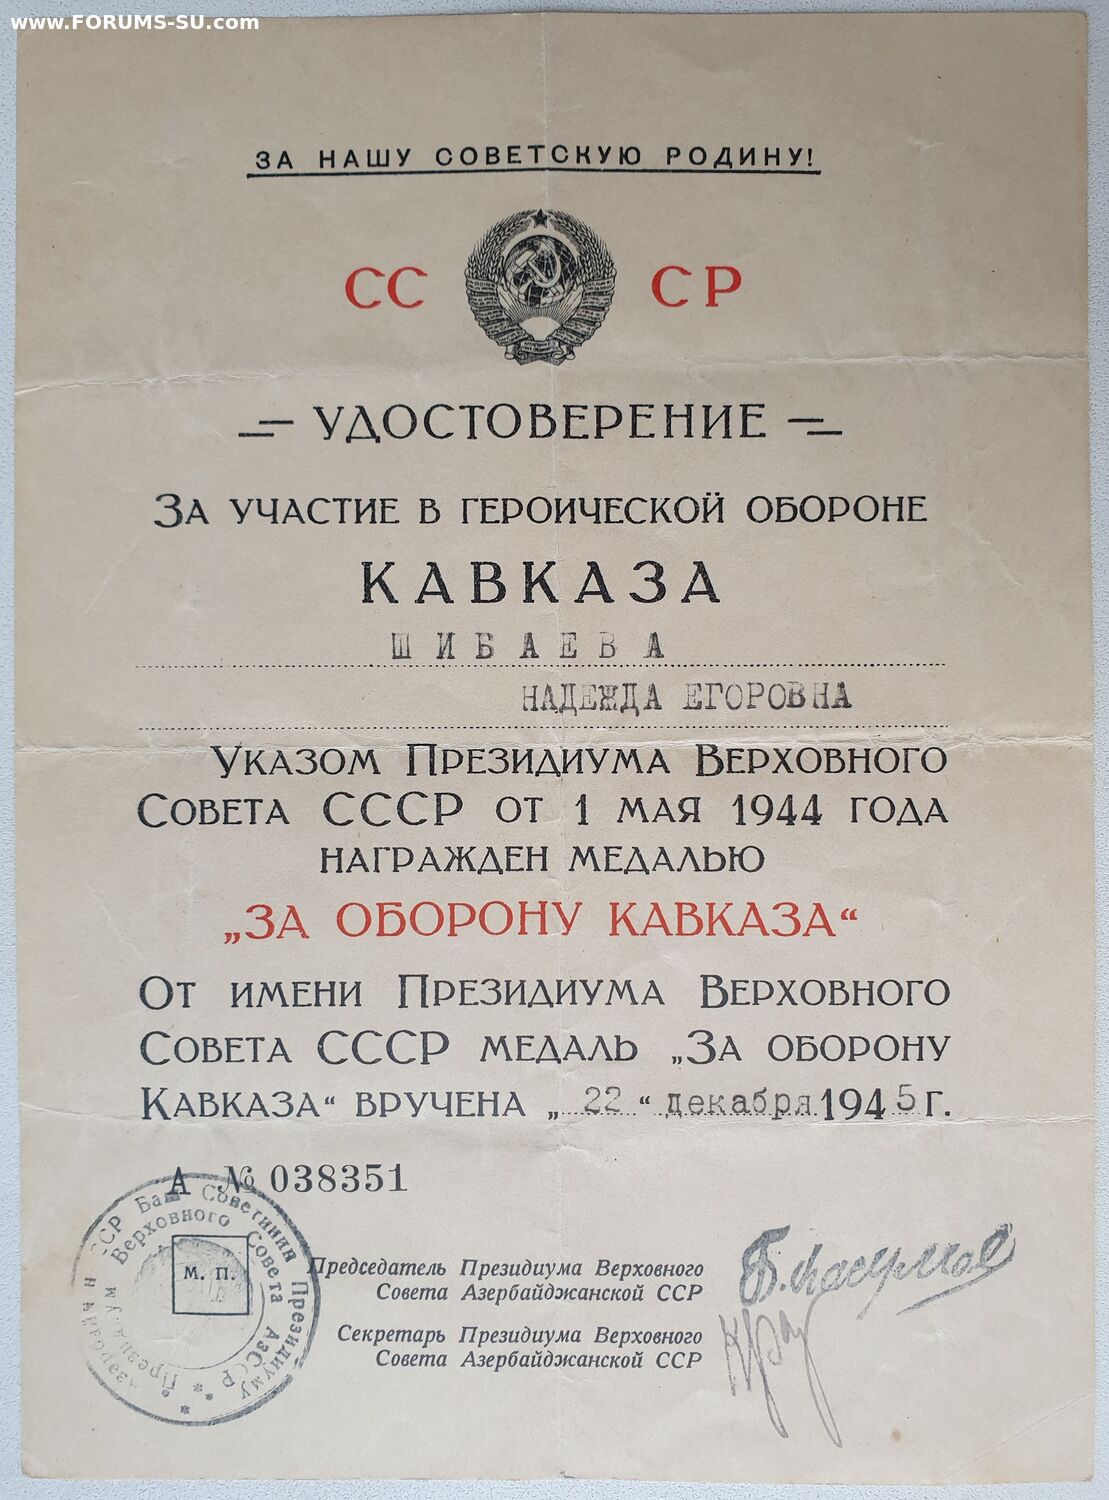 www.FORUMS-SU.com
ЗА НАШУ СОВЕТСКУЮ РОДИНУ!
СС СР
УДОСТОВЕРЕНИЕ
ЗА УЧАСТИЕ В ГЕРОИЧЕСКОЙ ОБОРОНЕ
КАВКАЗА
ШИБАЕВА
НАДЕЖДА ЕГОРОВНА
УКАЗОМ ПРЕЗИДИУМА ВЕРХОВНОГО
СОВЕТА СССР ОТ 1 МАЯ 1944 ГОДА
НАГРАЖДЕН МЕДАЛЬЮ
„ЗА ОБОРОНУ КАВКАЗА“
ОТ ИМЕНИ ПРЕЗИДИУМА ВЕРХОВНОГО
СОВЕТА СССР МЕДАЛЬ „ЗА ОБОРОНУ
КАВКАЗА“ ВРУЧЕНА „22“ декабря 1945 Г.
А № 038351
М. П.
Верховного Совета АзССР
Председатель Президиума Верховного
Совета Азербайджанской ССР
Секретарь Президиума Верховного
Совета Азербайджанской ССР